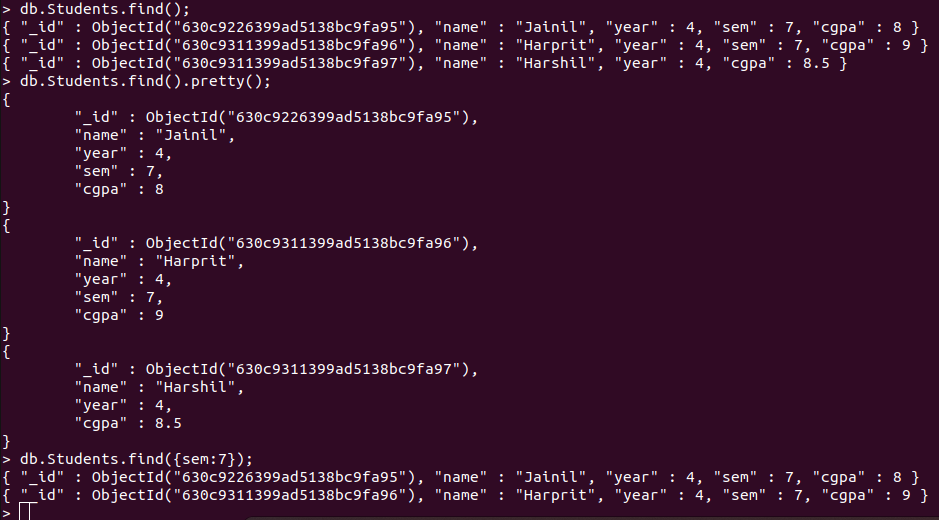 > db.Students.find();
{ "_id" : ObjectId("630c9226399ad5138bc9fa95"), "name" : "Jainil", "year" : 4, "sem" : 7, "cgpa" : 8 }
{ "_id" : ObjectId("630c9311399ad5138bc9fa96"), "name" : "Harprit", "year" : 4, "sem" : 7, "cgpa" : 9 }
{ "_id" : ObjectId("630c9311399ad5138bc9fa97"), "name" : "Harshil", "year" : 4, "cgpa" : 8.5 }
> db.Students.find().pretty();
{
        "_id" : ObjectId("630c9226399ad5138bc9fa95"),
        "name" : "Jainil",
        "year" : 4,
        "sem" : 7,
        "cgpa" : 8
}
{
        "_id" : ObjectId("630c9311399ad5138bc9fa96"),
        "name" : "Harprit",
        "year" : 4,
        "sem" : 7,
        "cgpa" : 9
}
{
        "_id" : ObjectId("630c9311399ad5138bc9fa97"),
        "name" : "Harshil",
        "year" : 4,
        "cgpa" : 8.5
}
> db.Students.find({sem:7});
{ "_id" : ObjectId("630c9226399ad5138bc9fa95"), "name" : "Jainil", "year" : 4, "sem" : 7, "cgpa" : 8 }
{ "_id" : ObjectId("630c9311399ad5138bc9fa96"), "name" : "Harprit", "year" : 4, "sem" : 7, "cgpa" : 9 }
>